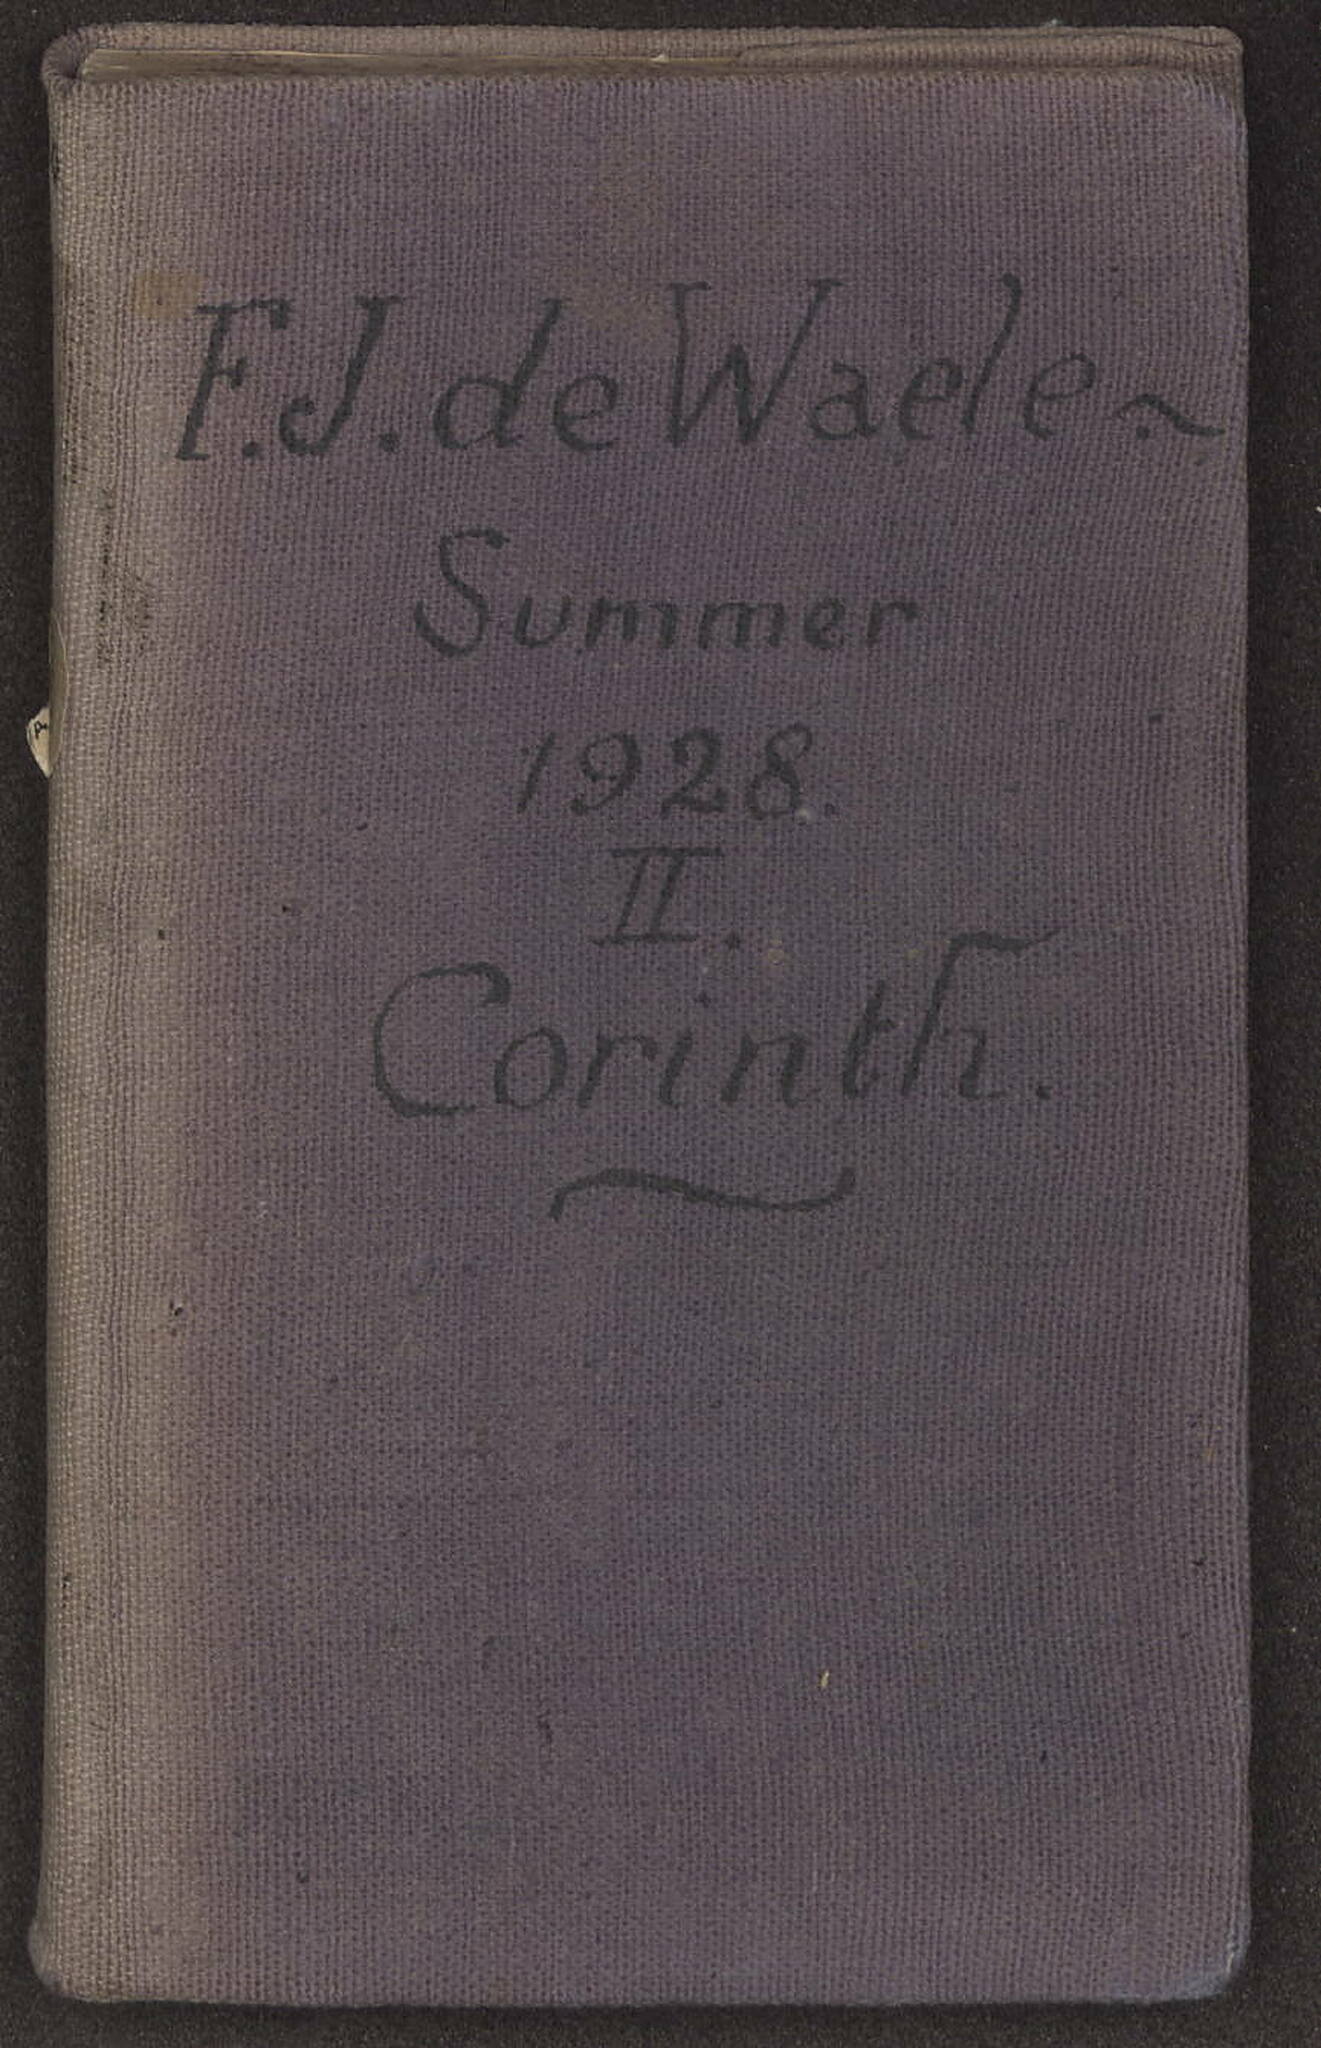 F.J. de Waele.~
Summer
1928.
II.
Corinth.